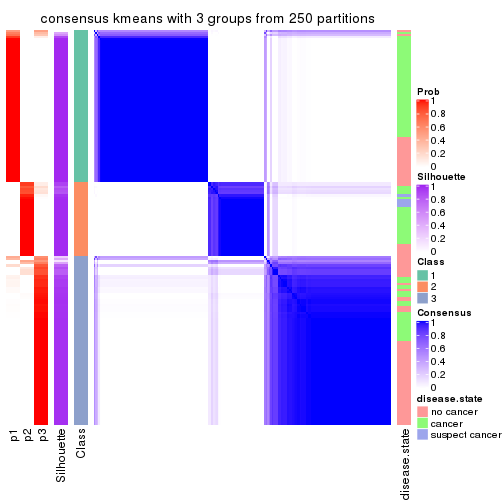 consensus kmeans with 3 groups from 250 partitions
Prob
1
0.8
0.6
0.4
0.2
0
Silhouette
1
0.8
0.6
0.4
0.2
0
Class
1
2
3
Consensus
1
0.8
0.6
0.4
0.2
0
disease.state
no cancer
cancer
suspect cancer
p1
p2
p3
Silhouette
Class
disease.state